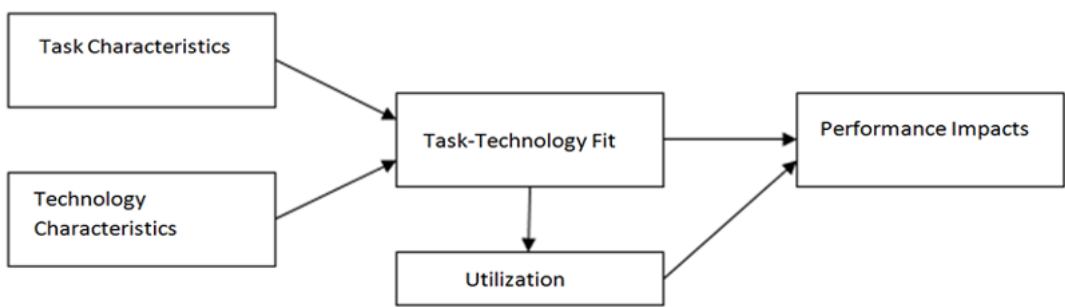 Task Characteristics
Technology
Characteristics
Task-Technology Fit
Utilization
Performance Impacts